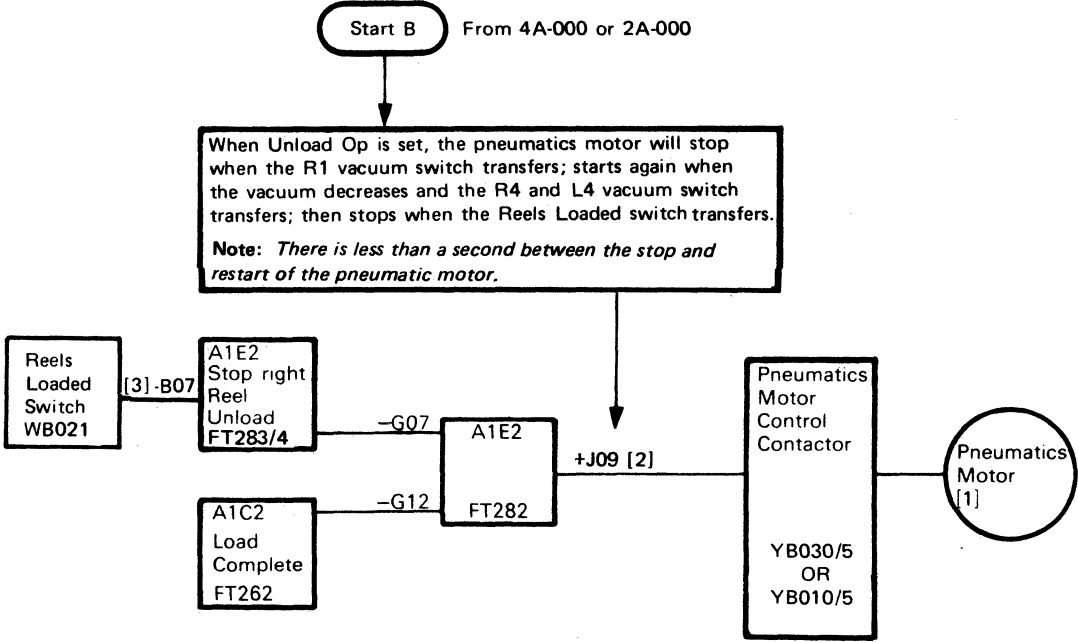 Start B
From 4A-000 or 2A-000
When Unload Op is set, the pneumatics motor will stop
when the R1 vacuum switch transfers; starts again when
the vacuum decreases and the R4 and L4 vacuum switch
transfers; then stops when the Reels Loaded switch transfers.
Note: There is less than a second between the stop and
restart of the pneumatic motor.
Reels
Loaded
Switch
WB021
[3] -B07
A1E2
Stop right
Reel
Unload
FT283/4
−G07
A1C2
Load
Complete
FT262
−G12
A1E2
FT282
+J09 [2]
Pneumatics
Motor
Control
Contactor
YB030/5
OR
YB010/5
Pneumatics
Motor
[1]